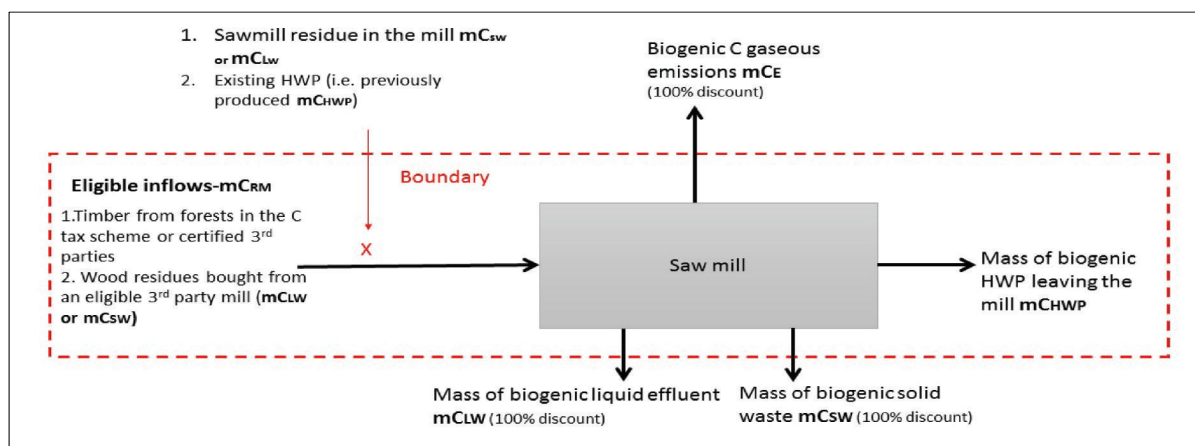 1. Sawmill residue in the mill mCsw
or mCLw
2. Existing HWP (i.e. previously
produced mCHWP)
Biogenic C gaseous
emissions mCE
(100% discount)
Eligible inflows-mCRM
Boundary
1.Timber from forests in the C
tax scheme or certified 3rd
parties
2. Wood residues bought from
an eligible 3rd party mill (mCLW
or mCsw)
X
Saw mill
Mass of biogenic
HWP leaving the
mill mCHWP
Mass of biogenic liquid effluent
mCLW (100% discount)
Mass of biogenic solid
waste mCsw (100% discount)